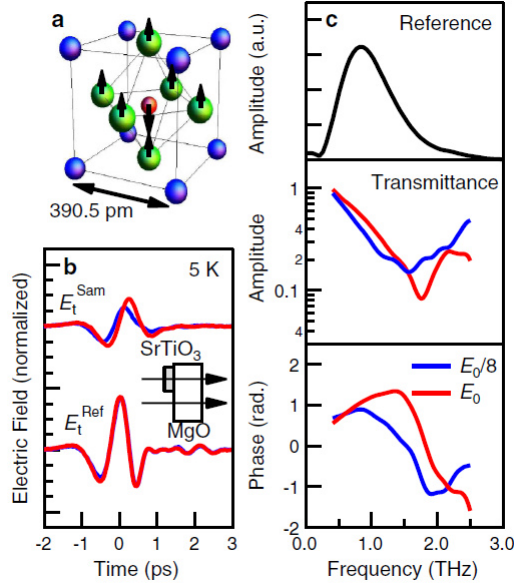 a
390.5 pm
b
5 K
E_t^Sam
SrTiO3
MgO
E_t^Ref
Electric Field (normalized)
-2 -1 0 1 2 3
Time (ps)
c
Reference
Amplitude (a.u.)
Transmittance
Amplitude
1
4
2
0.1
4
Phase (rad.)
2
1
0
-1
-2
E0/8
E0
0.0 1.0 2.0 3.0
Frequency (THz)